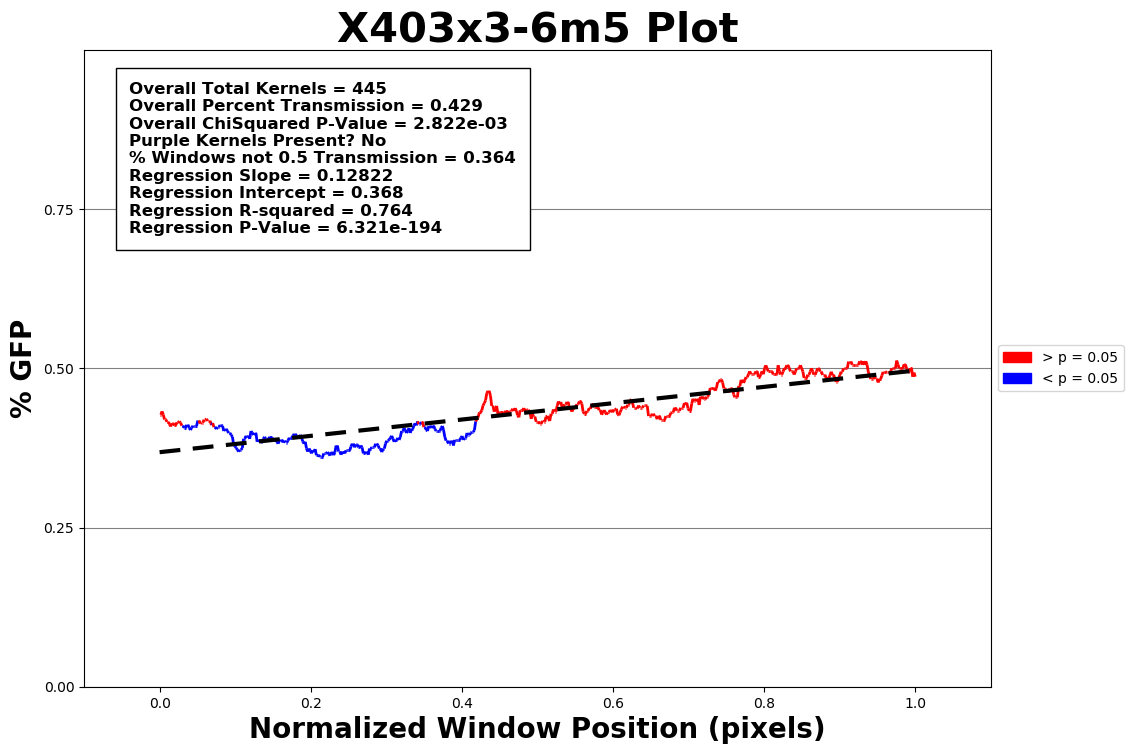 X403x3-6m5 Plot
Overall Total Kernels = 445
Overall Percent Transmission = 0.429
Overall ChiSquared P-Value = 2.822e-03
Purple Kernels Present? No
% Windows not 0.5 Transmission = 0.364
Regression Slope = 0.12822
Regression Intercept = 0.368
Regression R-squared = 0.764
Regression P-Value = 6.321e-194
% GFP
0.75
0.50
0.25
0.00
> p = 0.05
< p = 0.05
0.0 0.2 0.4 0.6 0.8 1.0
Normalized Window Position (pixels)